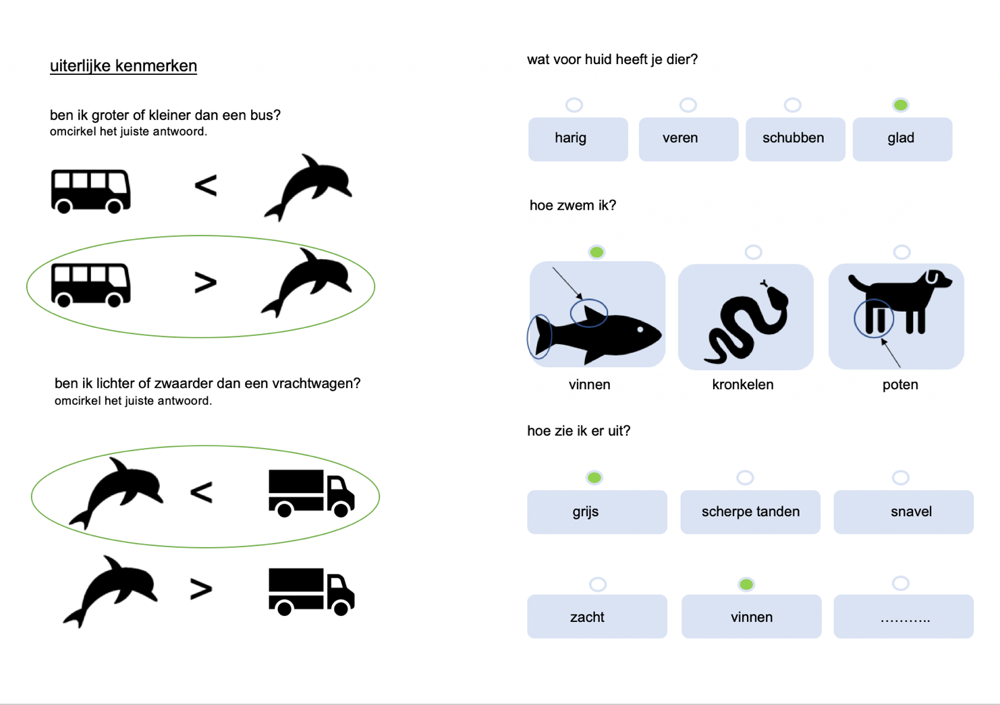 uiterlijke kenmerken
ben ik groter of kleiner dan een bus?
omcirkel het juiste antwoord.
<
>
ben ik lichter of zwaarder dan een vrachtwagen?
omcirkel het juiste antwoord.
<
>
wat voor huid heeft je dier?
harig veren schubben glad
hoe zwem ik?
vinnen kronkelen poten
hoe zie ik er uit?
grijs scherpe tanden snavel
zacht vinnen ………..